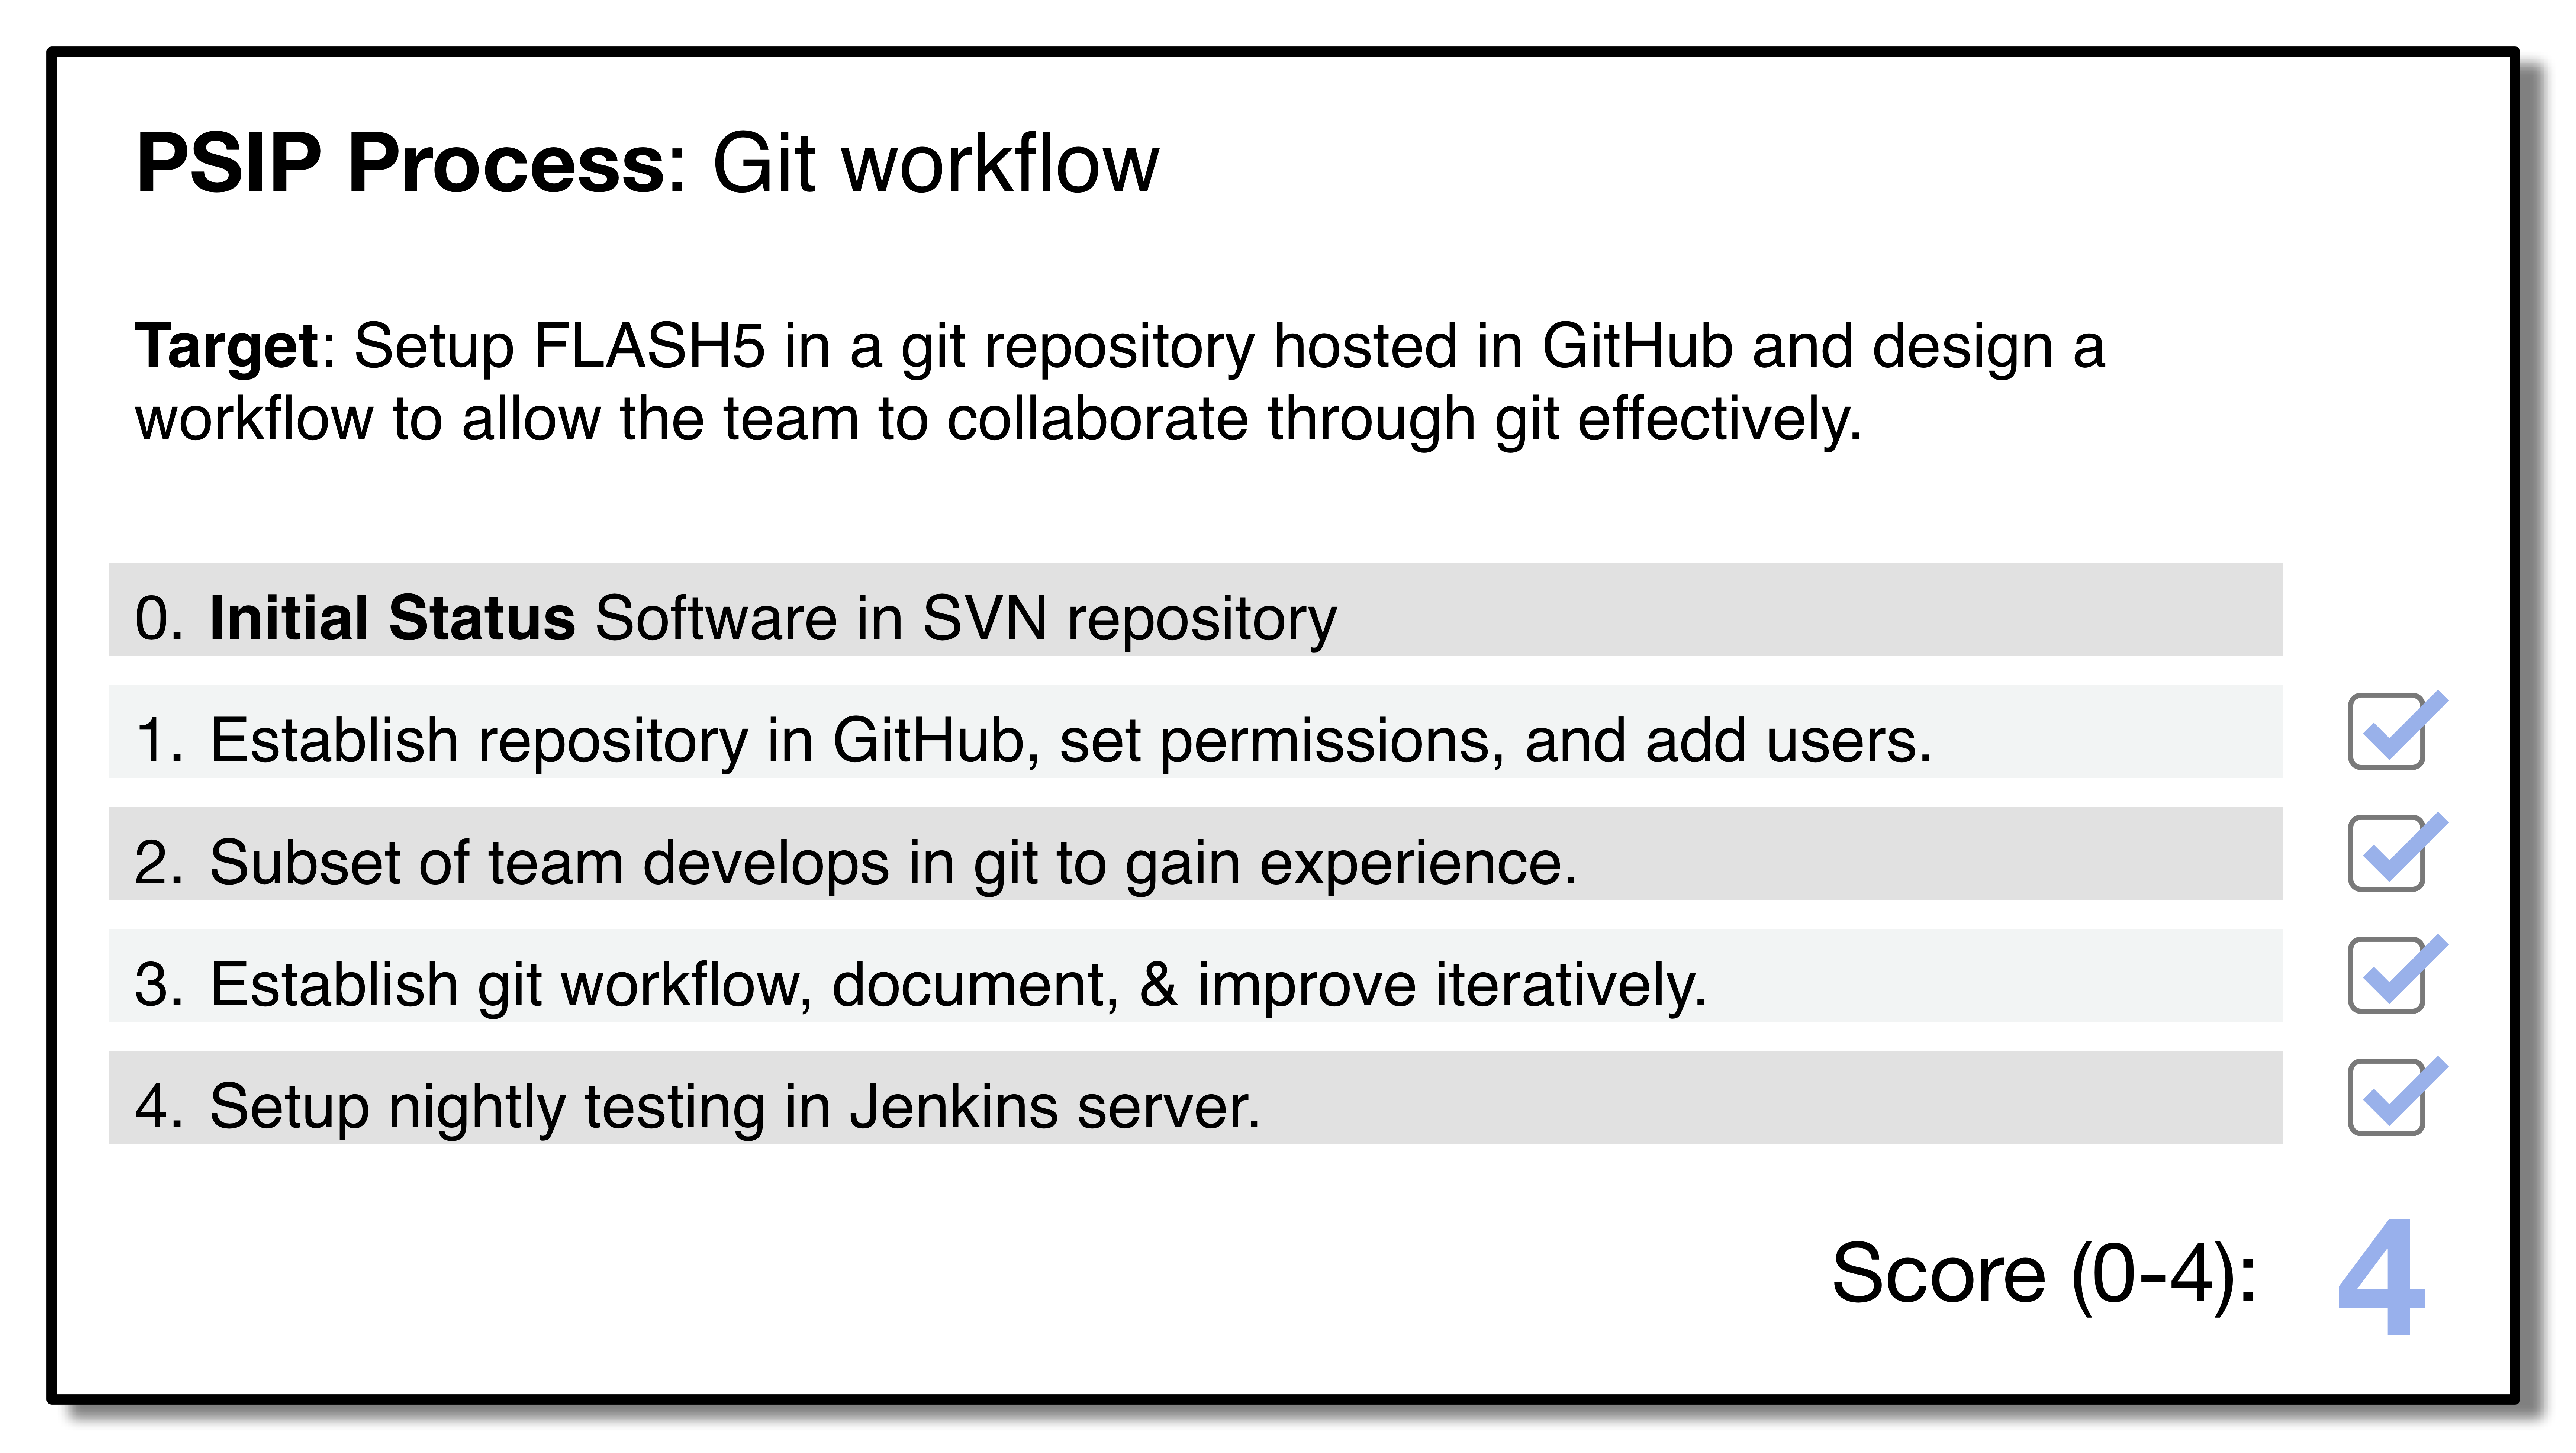 PSIP Process: Git workflow
Target: Setup FLASH5 in a git repository hosted in GitHub and design a
workflow to allow the team to collaborate through git effectively.
0. Initial Status Software in SVN repository
1. Establish repository in GitHub, set permissions, and add users.
2. Subset of team develops in git to gain experience.
3. Establish git workflow, document, & improve iteratively.
4. Setup nightly testing in Jenkins server.
Score (0-4): 4